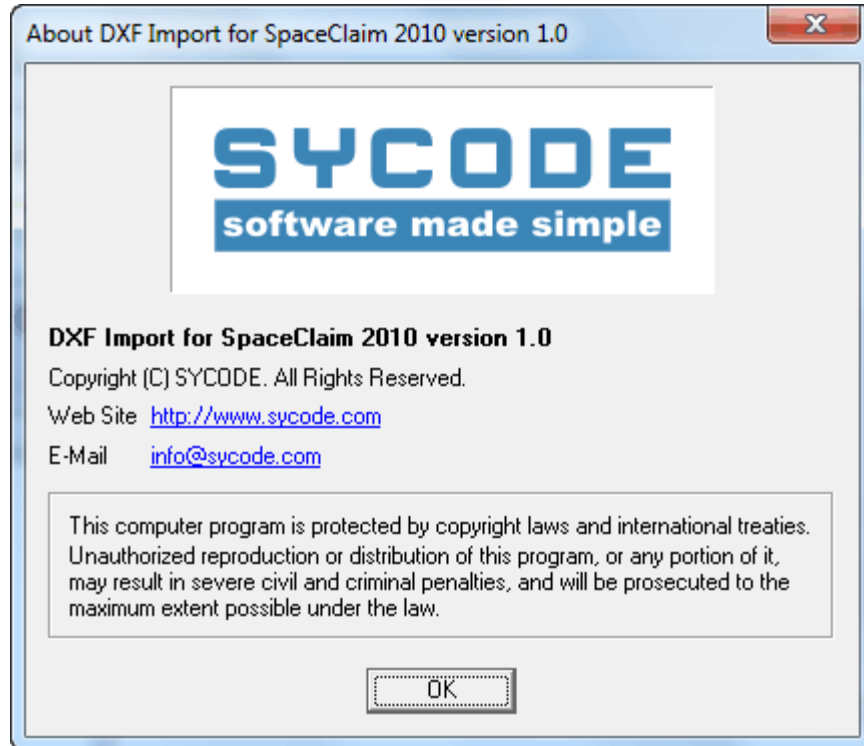 About DXF Import for SpaceClaim 2010 version 1.0
SYCODE
software made simple
DXF Import for SpaceClaim 2010 version 1.0
Copyright (C) SYCODE. All Rights Reserved.
Web Site http://www.sycode.com
E-Mail info@sycode.com
This computer program is protected by copyright laws and international treaties.
Unauthorized reproduction or distribution of this program, or any portion of it,
may result in severe civil and criminal penalties, and will be prosecuted to the
maximum extent possible under the law.
OK